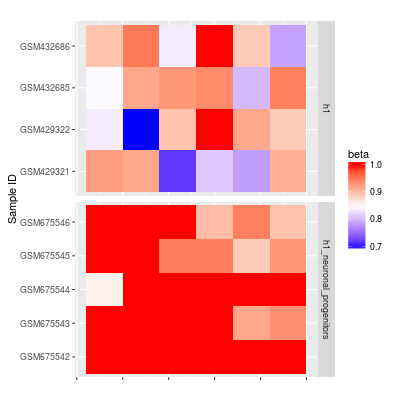 GSM432686
GSM432685
GSM429322
GSM429321
h1
GSM675546
GSM675545
GSM675544
GSM675543
GSM675542
h1_neuronal_progenitors
Sample ID
beta
1.0
0.9
0.8
0.7